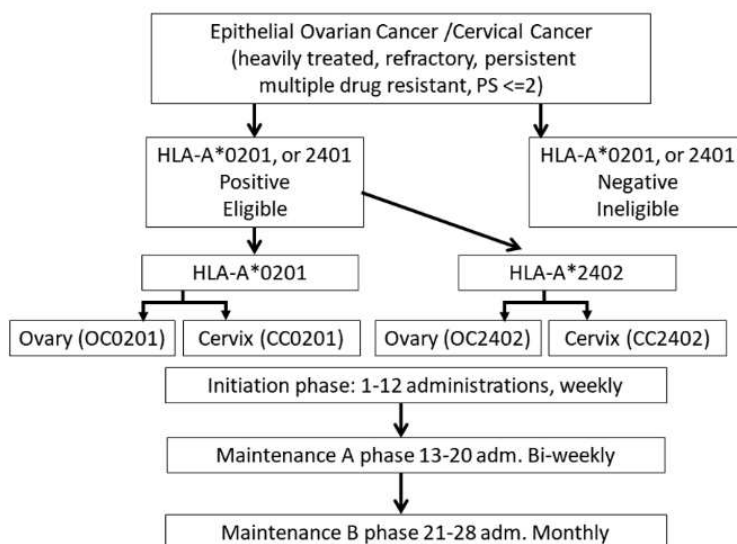 Epithelial Ovarian Cancer /Cervical Cancer
(heavily treated, refractory, persistent
multiple drug resistant, PS <=2)
HLA-A*0201, or 2401
Positive
Eligible
HLA-A*0201, or 2401
Negative
Ineligible
HLA-A*0201
HLA-A*2402
Ovary (OC0201)
Cervix (CC0201)
Ovary (OC2402)
Cervix (CC2402)
Initiation phase: 1-12 administrations, weekly
Maintenance A phase 13-20 adm. Bi-weekly
Maintenance B phase 21-28 adm. Monthly